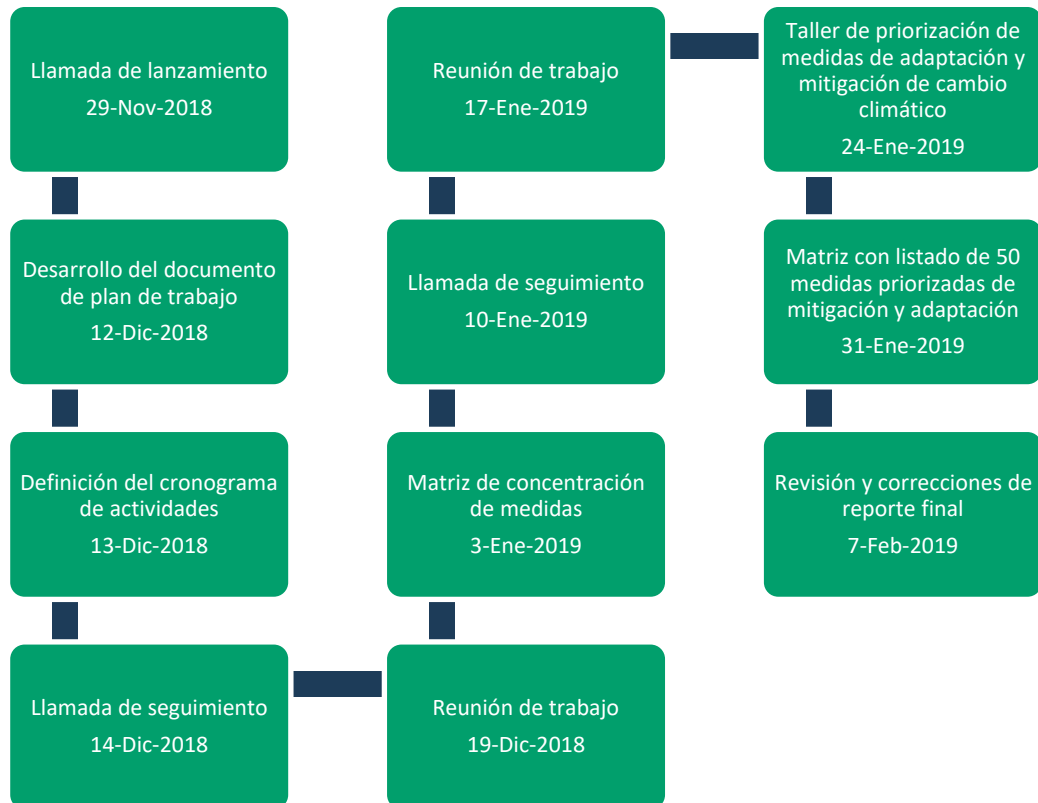 Llamada de lanzamiento
29-Nov-2018
Desarrollo del documento
de plan de trabajo
12-Dic-2018
Definición del cronograma
de actividades
13-Dic-2018
Llamada de seguimiento
14-Dic-2018
Reunión de trabajo
19-Dic-2018
Matriz de concentración
de medidas
3-Ene-2019
Llamada de seguimiento
10-Ene-2019
Reunión de trabajo
17-Ene-2019
Taller de priorización de
medidas de adaptación y
mitigación de cambio
climático
24-Ene-2019
Matriz con listado de 50
medidas priorizadas de
mitigación y adaptación
31-Ene-2019
Revisión y correcciones de
reporte final
7-Feb-2019